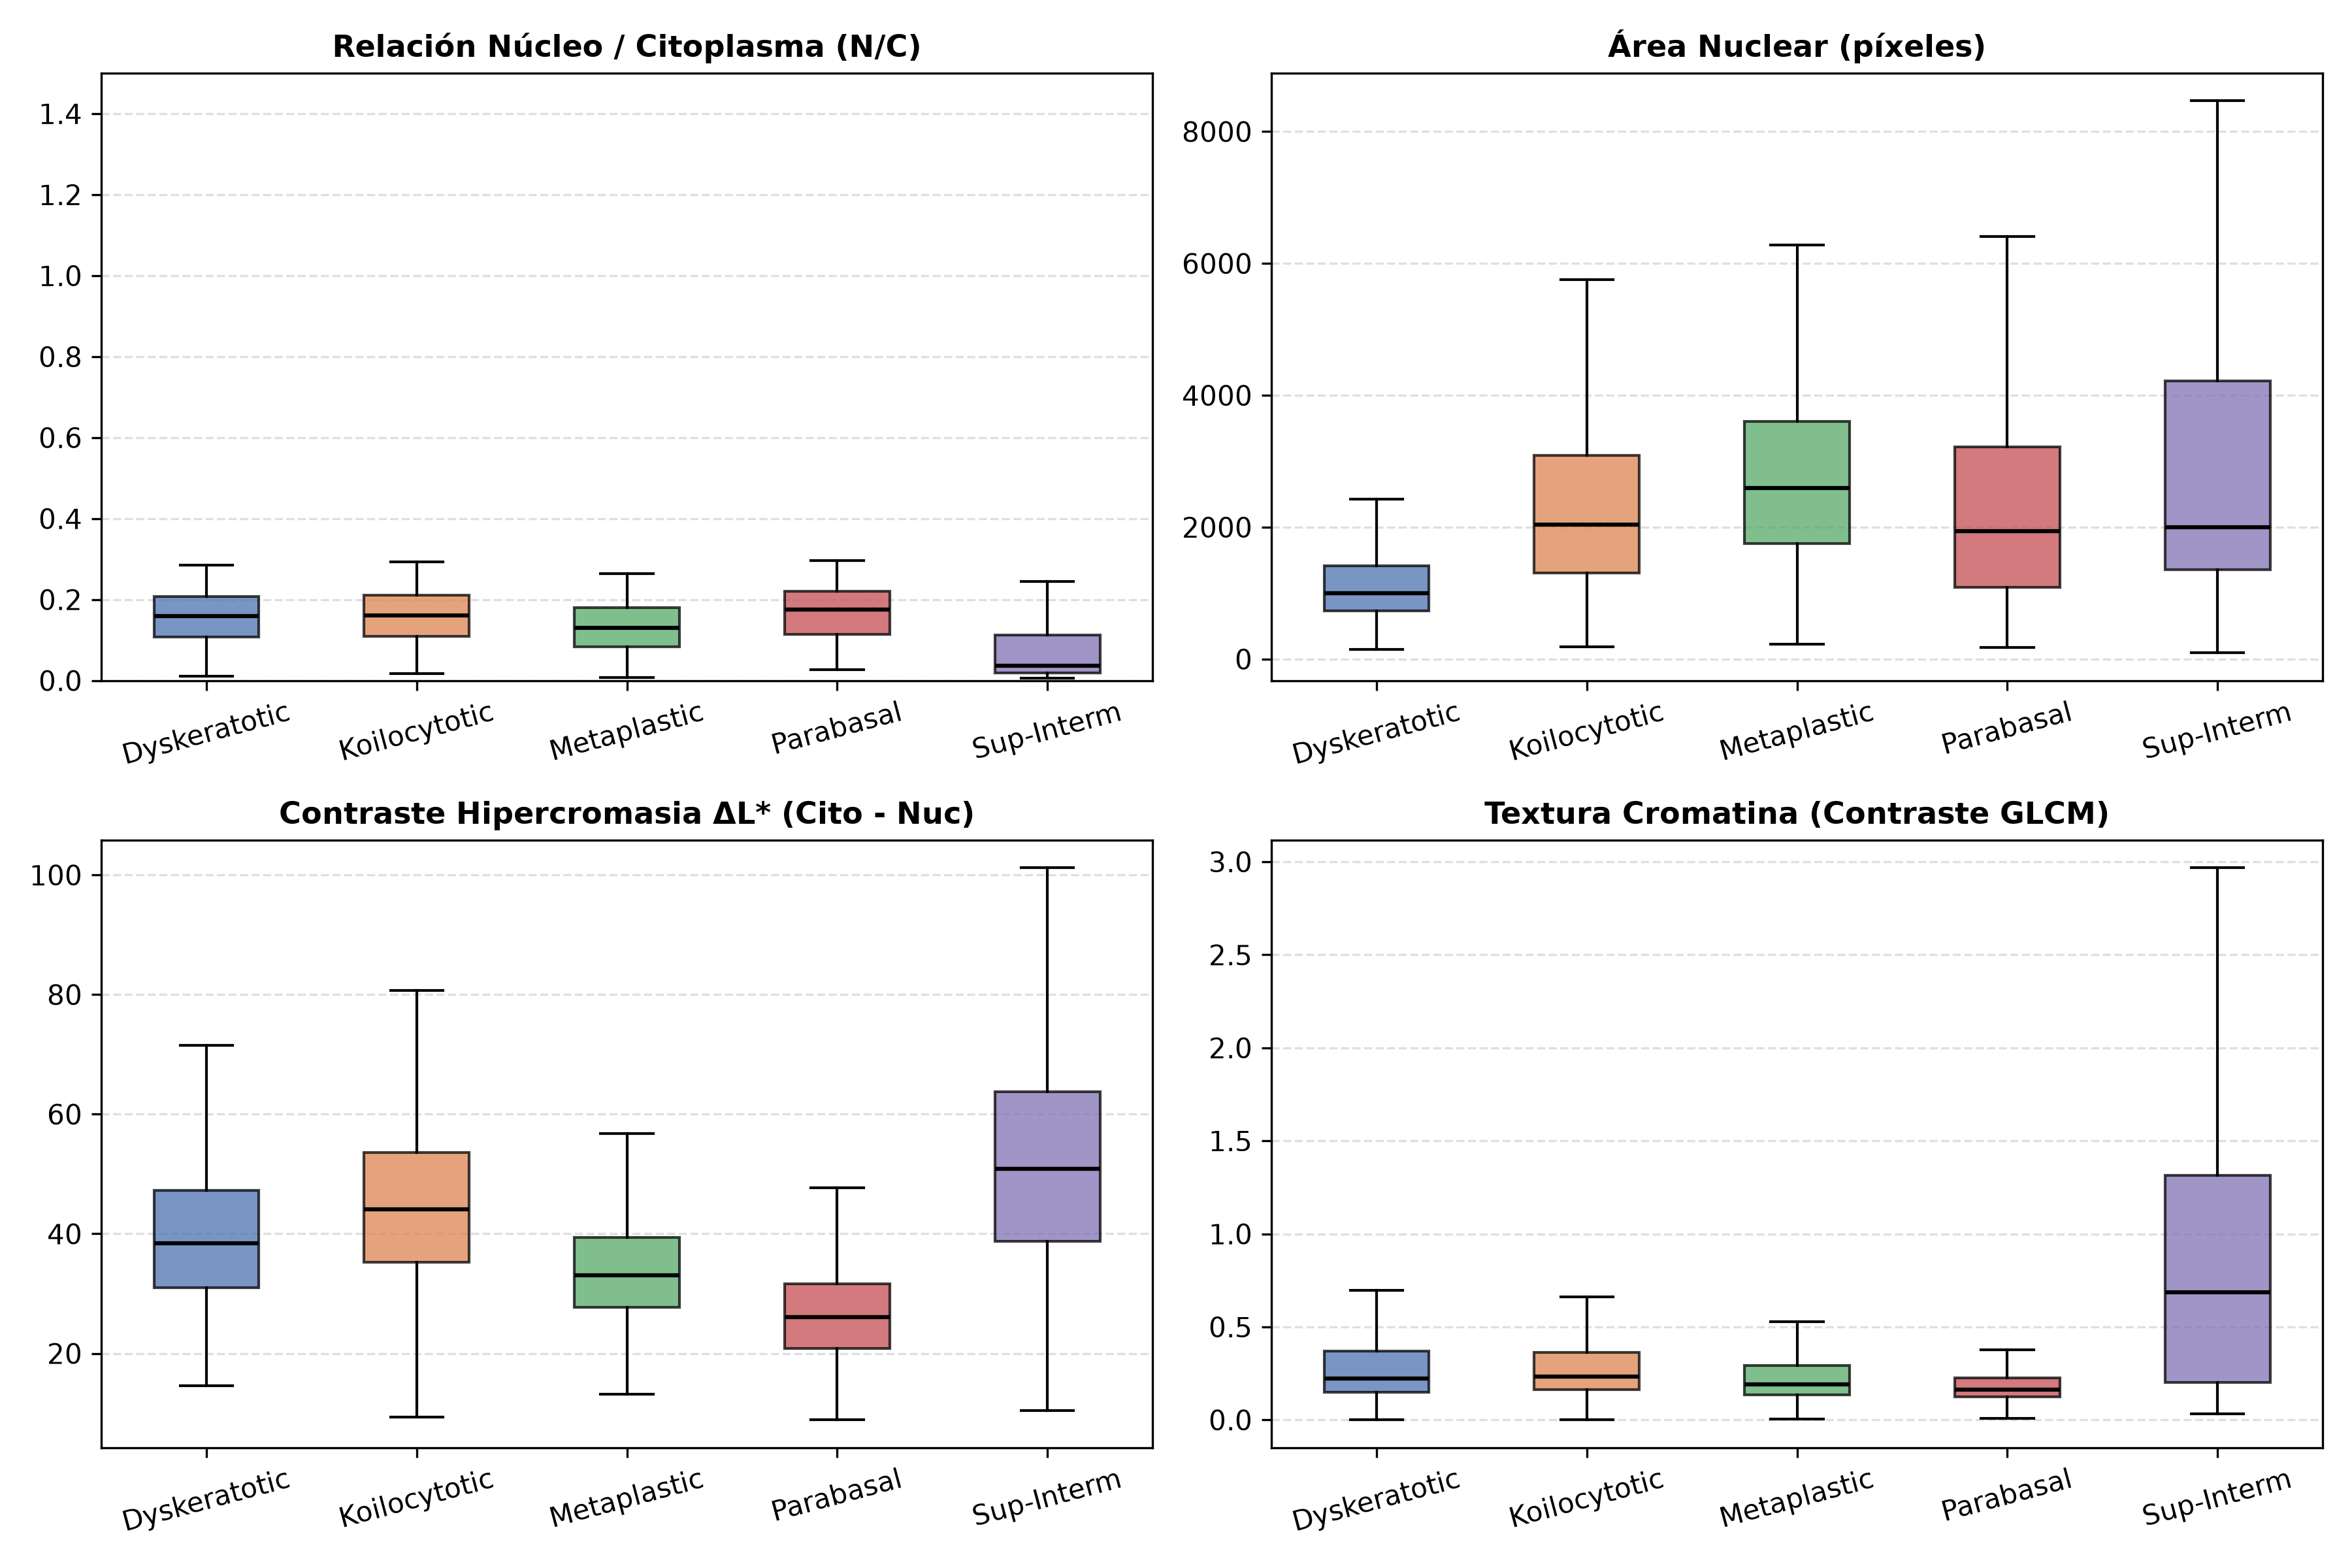 Relación Núcleo / Citoplasma (N/C)
1.4
1.2
1.0
0.8
0.6
0.4
0.2
0.0
Dyskeratotic
Koilocytotic
Metaplastic
Parabasal
Sup-Interm
Área Nuclear (píxeles)
8000
6000
4000
2000
0
Dyskeratotic
Koilocytotic
Metaplastic
Parabasal
Sup-Interm
Contraste Hipercromasia ΔL* (Cito - Nuc)
100
80
60
40
20
Dyskeratotic
Koilocytotic
Metaplastic
Parabasal
Sup-Interm
Textura Cromatina (Contraste GLCM)
3.0
2.5
2.0
1.5
1.0
0.5
0.0
Dyskeratotic
Koilocytotic
Metaplastic
Parabasal
Sup-Interm